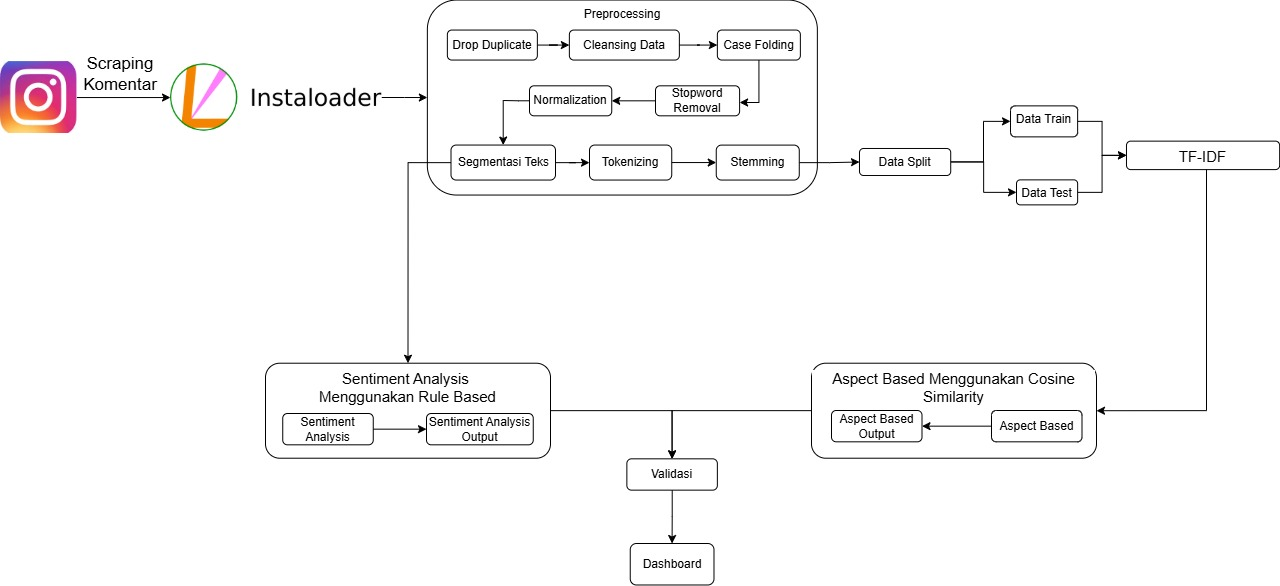 Preprocessing
Drop Duplicate
Cleansing Data
Case Folding
Scraping
Komentar
Instaloader
Normalization
Stopword
Removal
Segmentasi Teks
Tokenizing
Stemming
Data Split
Data Train
Data Test
TF-IDF
Sentiment Analysis
Menggunakan Rule Based
Sentiment
Analysis
Sentiment Analysis
Output
Aspect Based Menggunakan Cosine
Similarity
Aspect Based
Output
Aspect Based
Validasi
Dashboard